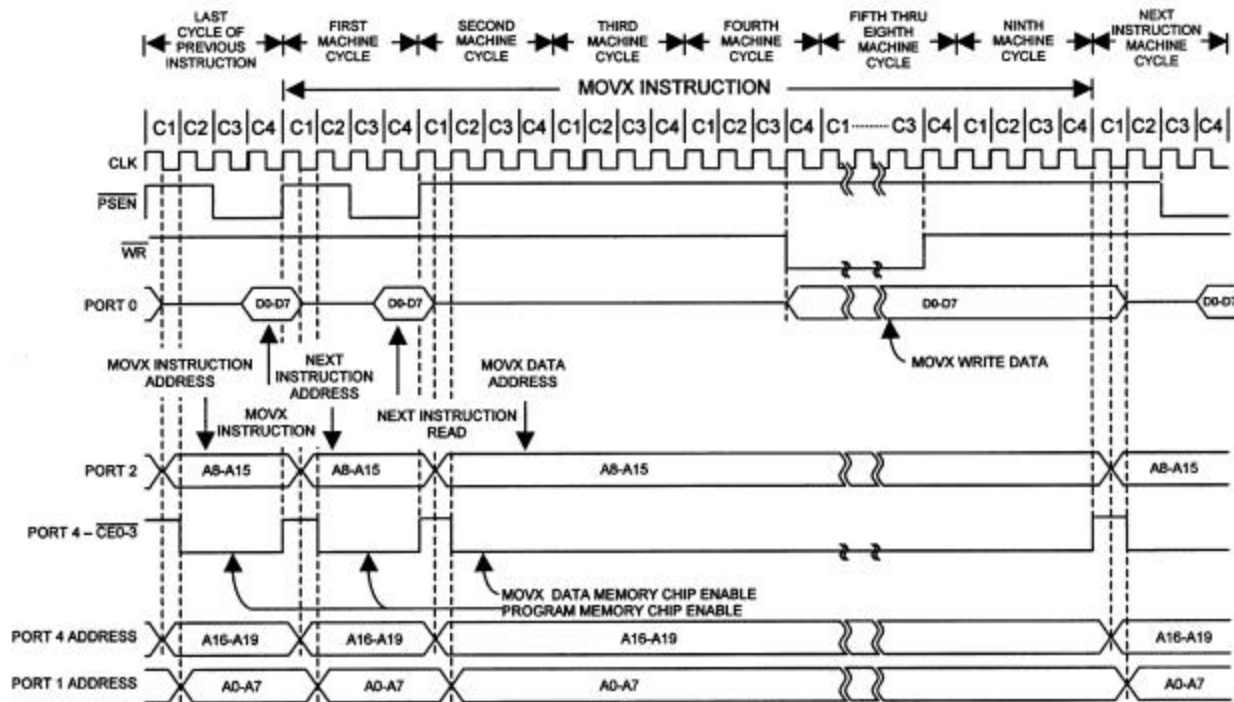 LAST CYCLE OF PREVIOUS INSTRUCTION
FIRST MACHINE CYCLE
SECOND MACHINE CYCLE
THIRD MACHINE CYCLE
FOURTH MACHINE CYCLE
FIFTH THRU EIGHTH MACHINE CYCLE
NINTH MACHINE CYCLE
NEXT INSTRUCTION MACHINE CYCLE
MOVX INSTRUCTION
C1 C2 C3 C4 C1 C2 C3 C4 C1 C2 C3 C4 C1 C2 C3 C4 C1 C2 C3 C4 C1 ........ C3 C4 C1 C2 C3 C4 C1 C2 C3 C4
CLK
PSEN
WR
PORT 0 D0-D7 D0-D7 D0-D7 D0-D7
MOVX INSTRUCTION ADDRESS
NEXT INSTRUCTION ADDRESS
MOVX DATA ADDRESS
MOVX WRITE DATA
MOVX INSTRUCTION
NEXT INSTRUCTION READ
PORT 2 A8-A15 A8-A15 A8-A15 A8-A15
PORT 4 – CE0-3
MOVX DATA MEMORY CHIP ENABLE
PROGRAM MEMORY CHIP ENABLE
PORT 4 ADDRESS A16-A19 A16-A19 A16-A19 A16-A19
PORT 1 ADDRESS A0-A7 A0-A7 A0-A7 A0-A7